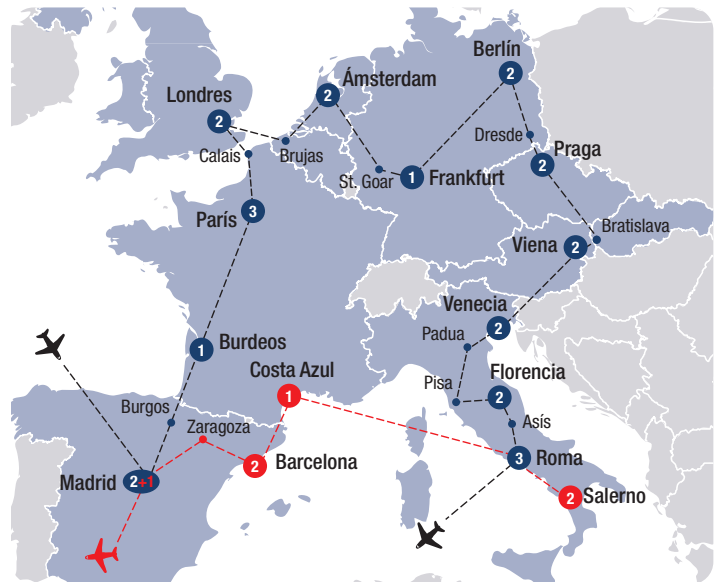 Berlín
2
Ámsterdam
2
Londres
2
Dresde
Calais
Brujas
Praga
2
St. Goar
1 Frankfurt
París
3
Bratislava
Viena
2
Venecia
2
Padua
1
Burdeos
Costa Azul
1
Pisa
Florencia
2
Burgos
Zaragoza
Asís
3
Roma
2
Barcelona
Madrid
2+1
2
Salerno